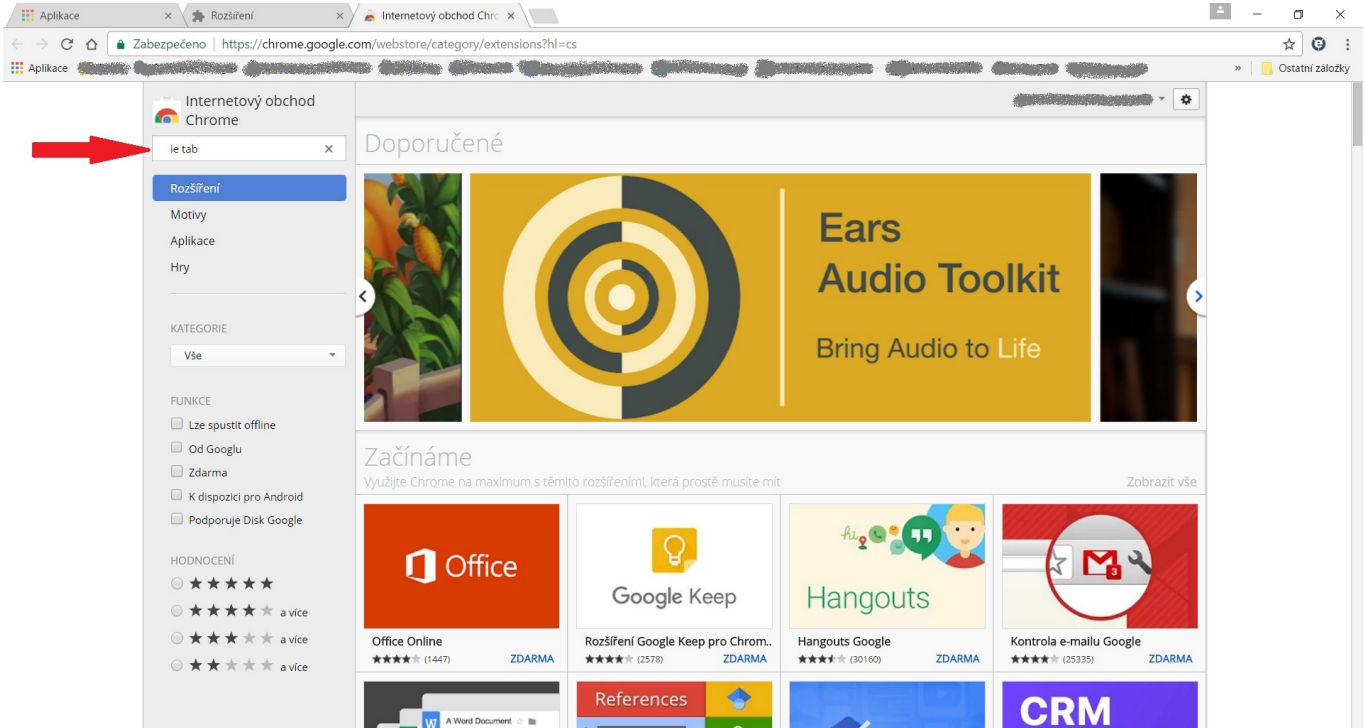 Aplikace
Rozšíření
Internetový obchod Chro
Zabezpečeno
https://chrome.google.com/webstore/category/extensions?hl=cs
Aplikace
»
Ostatní záložky
Internetový obchod
Chrome
ie tab
Rozšíření
Motivy
Aplikace
Hry
KATEGORIE
Vše
FUNKCE
Lze spustit offline
Od Googlu
Zdarma
K dispozici pro Android
Podporuje Disk Google
HODNOCENÍ
a více
a více
a více
Doporučené
Ears
Audio Toolkit
Bring Audio to Life
Začínáme
Využijte Chrome na maximum s těmito rozšířeními, která prostě musíte mít
Zobrazit vše
Office
Office Online
(1447)
ZDARMA
Google Keep
Rozšíření Google Keep pro Chrom..
(2578)
ZDARMA
hi
Hangouts
Hangouts Google
(30160)
ZDARMA
3
Kontrola e-mailu Google
(25335)
ZDARMA
W
A Word Document
References
CRM